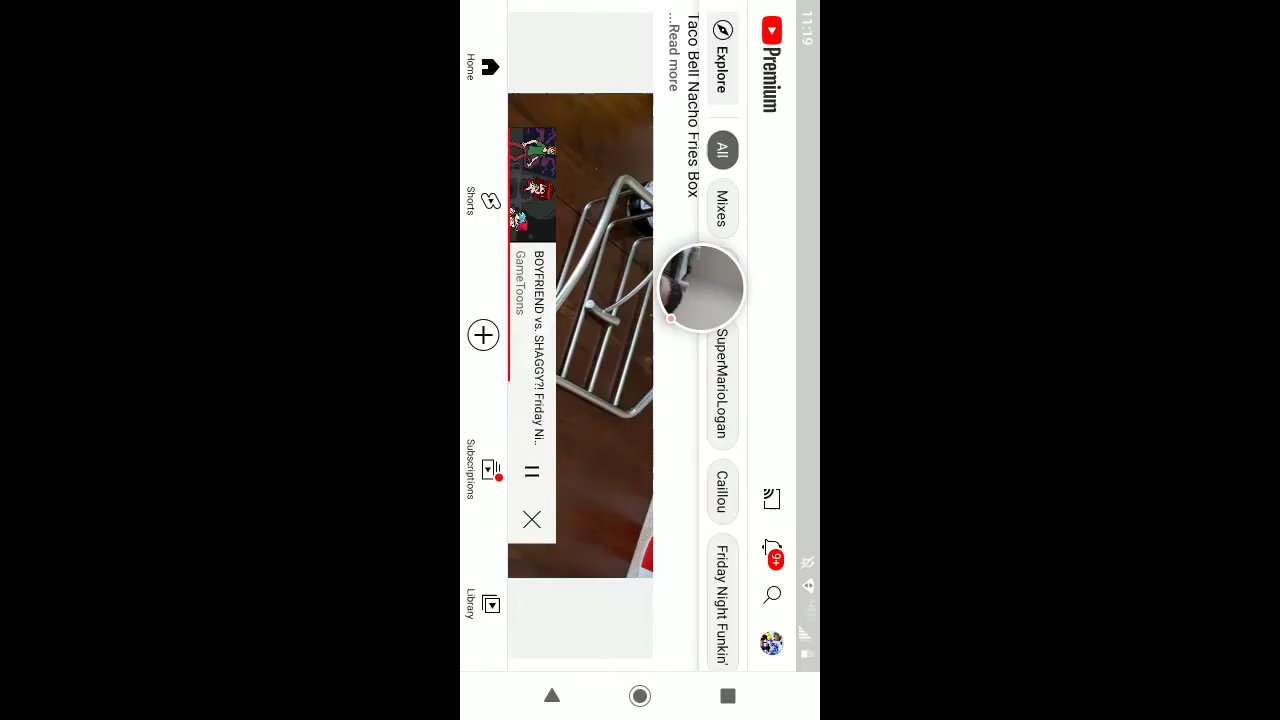 11:19
Premium
9+
Explore
All
Mixes
SuperMarioLogan
Caillou
Friday Night Funkin'
Taco Bell Nacho Fries Box
...Read more
BOYFRIEND vs. SHAGGY?! Friday Ni..
GameToons
Home
Shorts
Subscriptions
Library